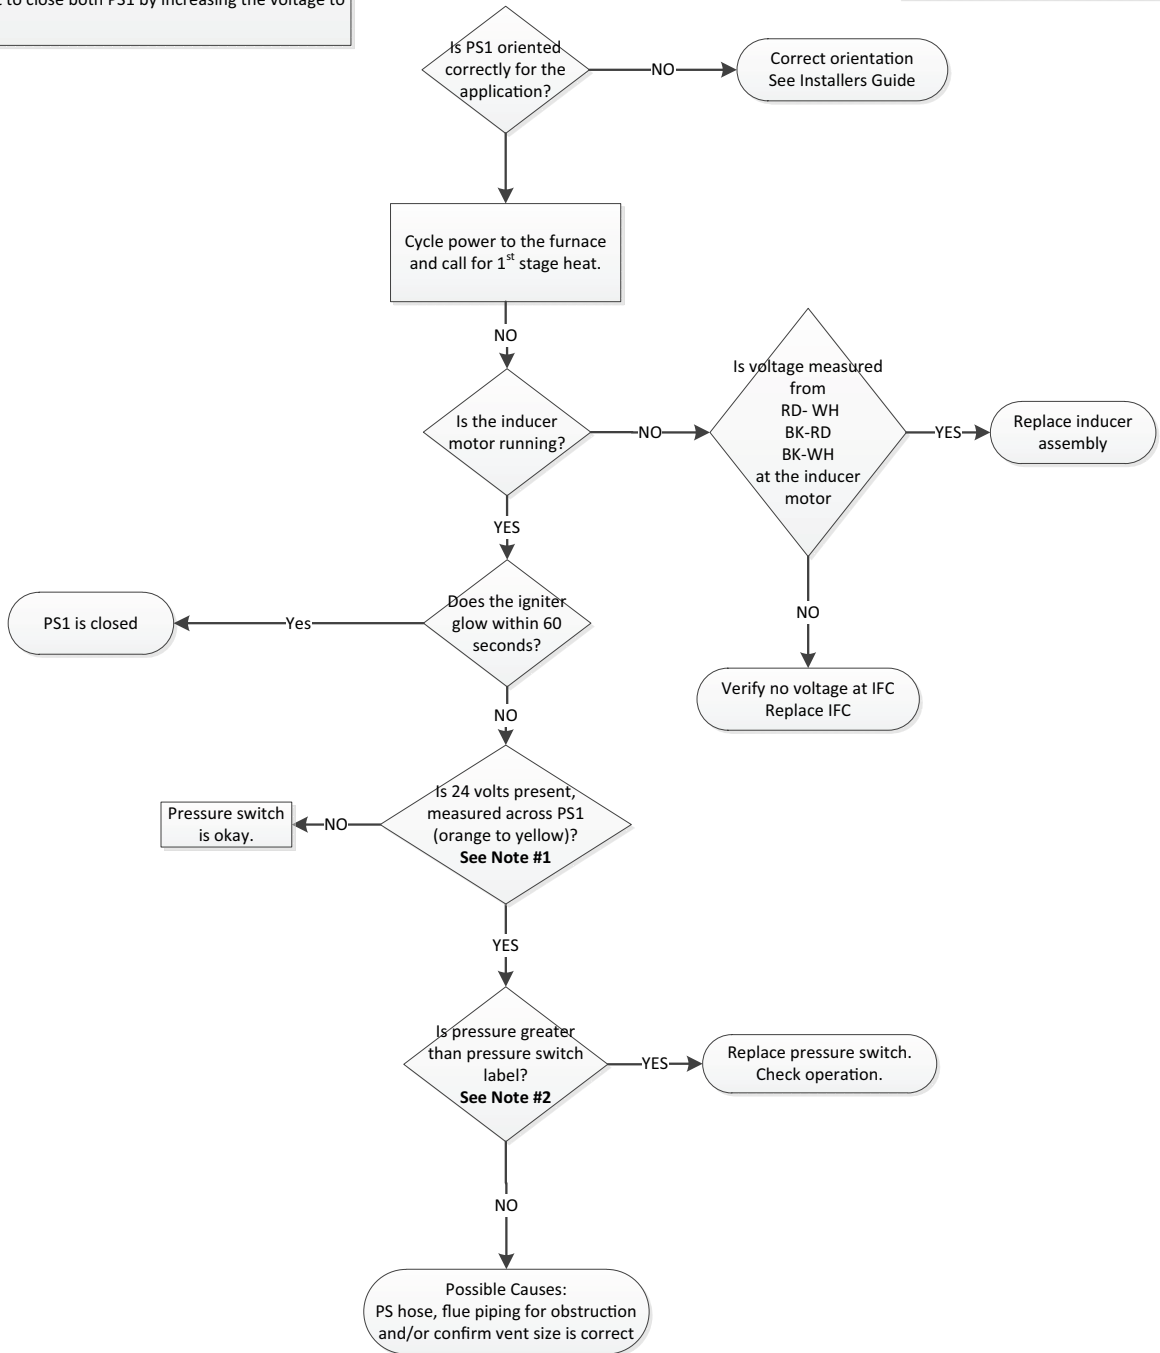 to close both PS1 by increasing the voltage to
Is PS1 oriented
correctly for the
application?
NO
Correct orientation
See Installers Guide
Cycle power to the furnace
and call for 1st stage heat.
NO
Is the inducer
motor running?
NO
Is voltage measured
from
RD- WH
BK-RD
BK-WH
at the inducer
motor
YES
Replace inducer
assembly
NO
Verify no voltage at IFC
Replace IFC
YES
Does the igniter
glow within 60
seconds?
Yes
PS1 is closed
NO
Is 24 volts present,
measured across PS1
(orange to yellow)?
See Note #1
NO
Pressure switch
is okay.
YES
Is pressure greater
than pressure switch
label?
See Note #2
YES
Replace pressure switch.
Check operation.
NO
Possible Causes:
PS hose, flue piping for obstruction
and/or confirm vent size is correct